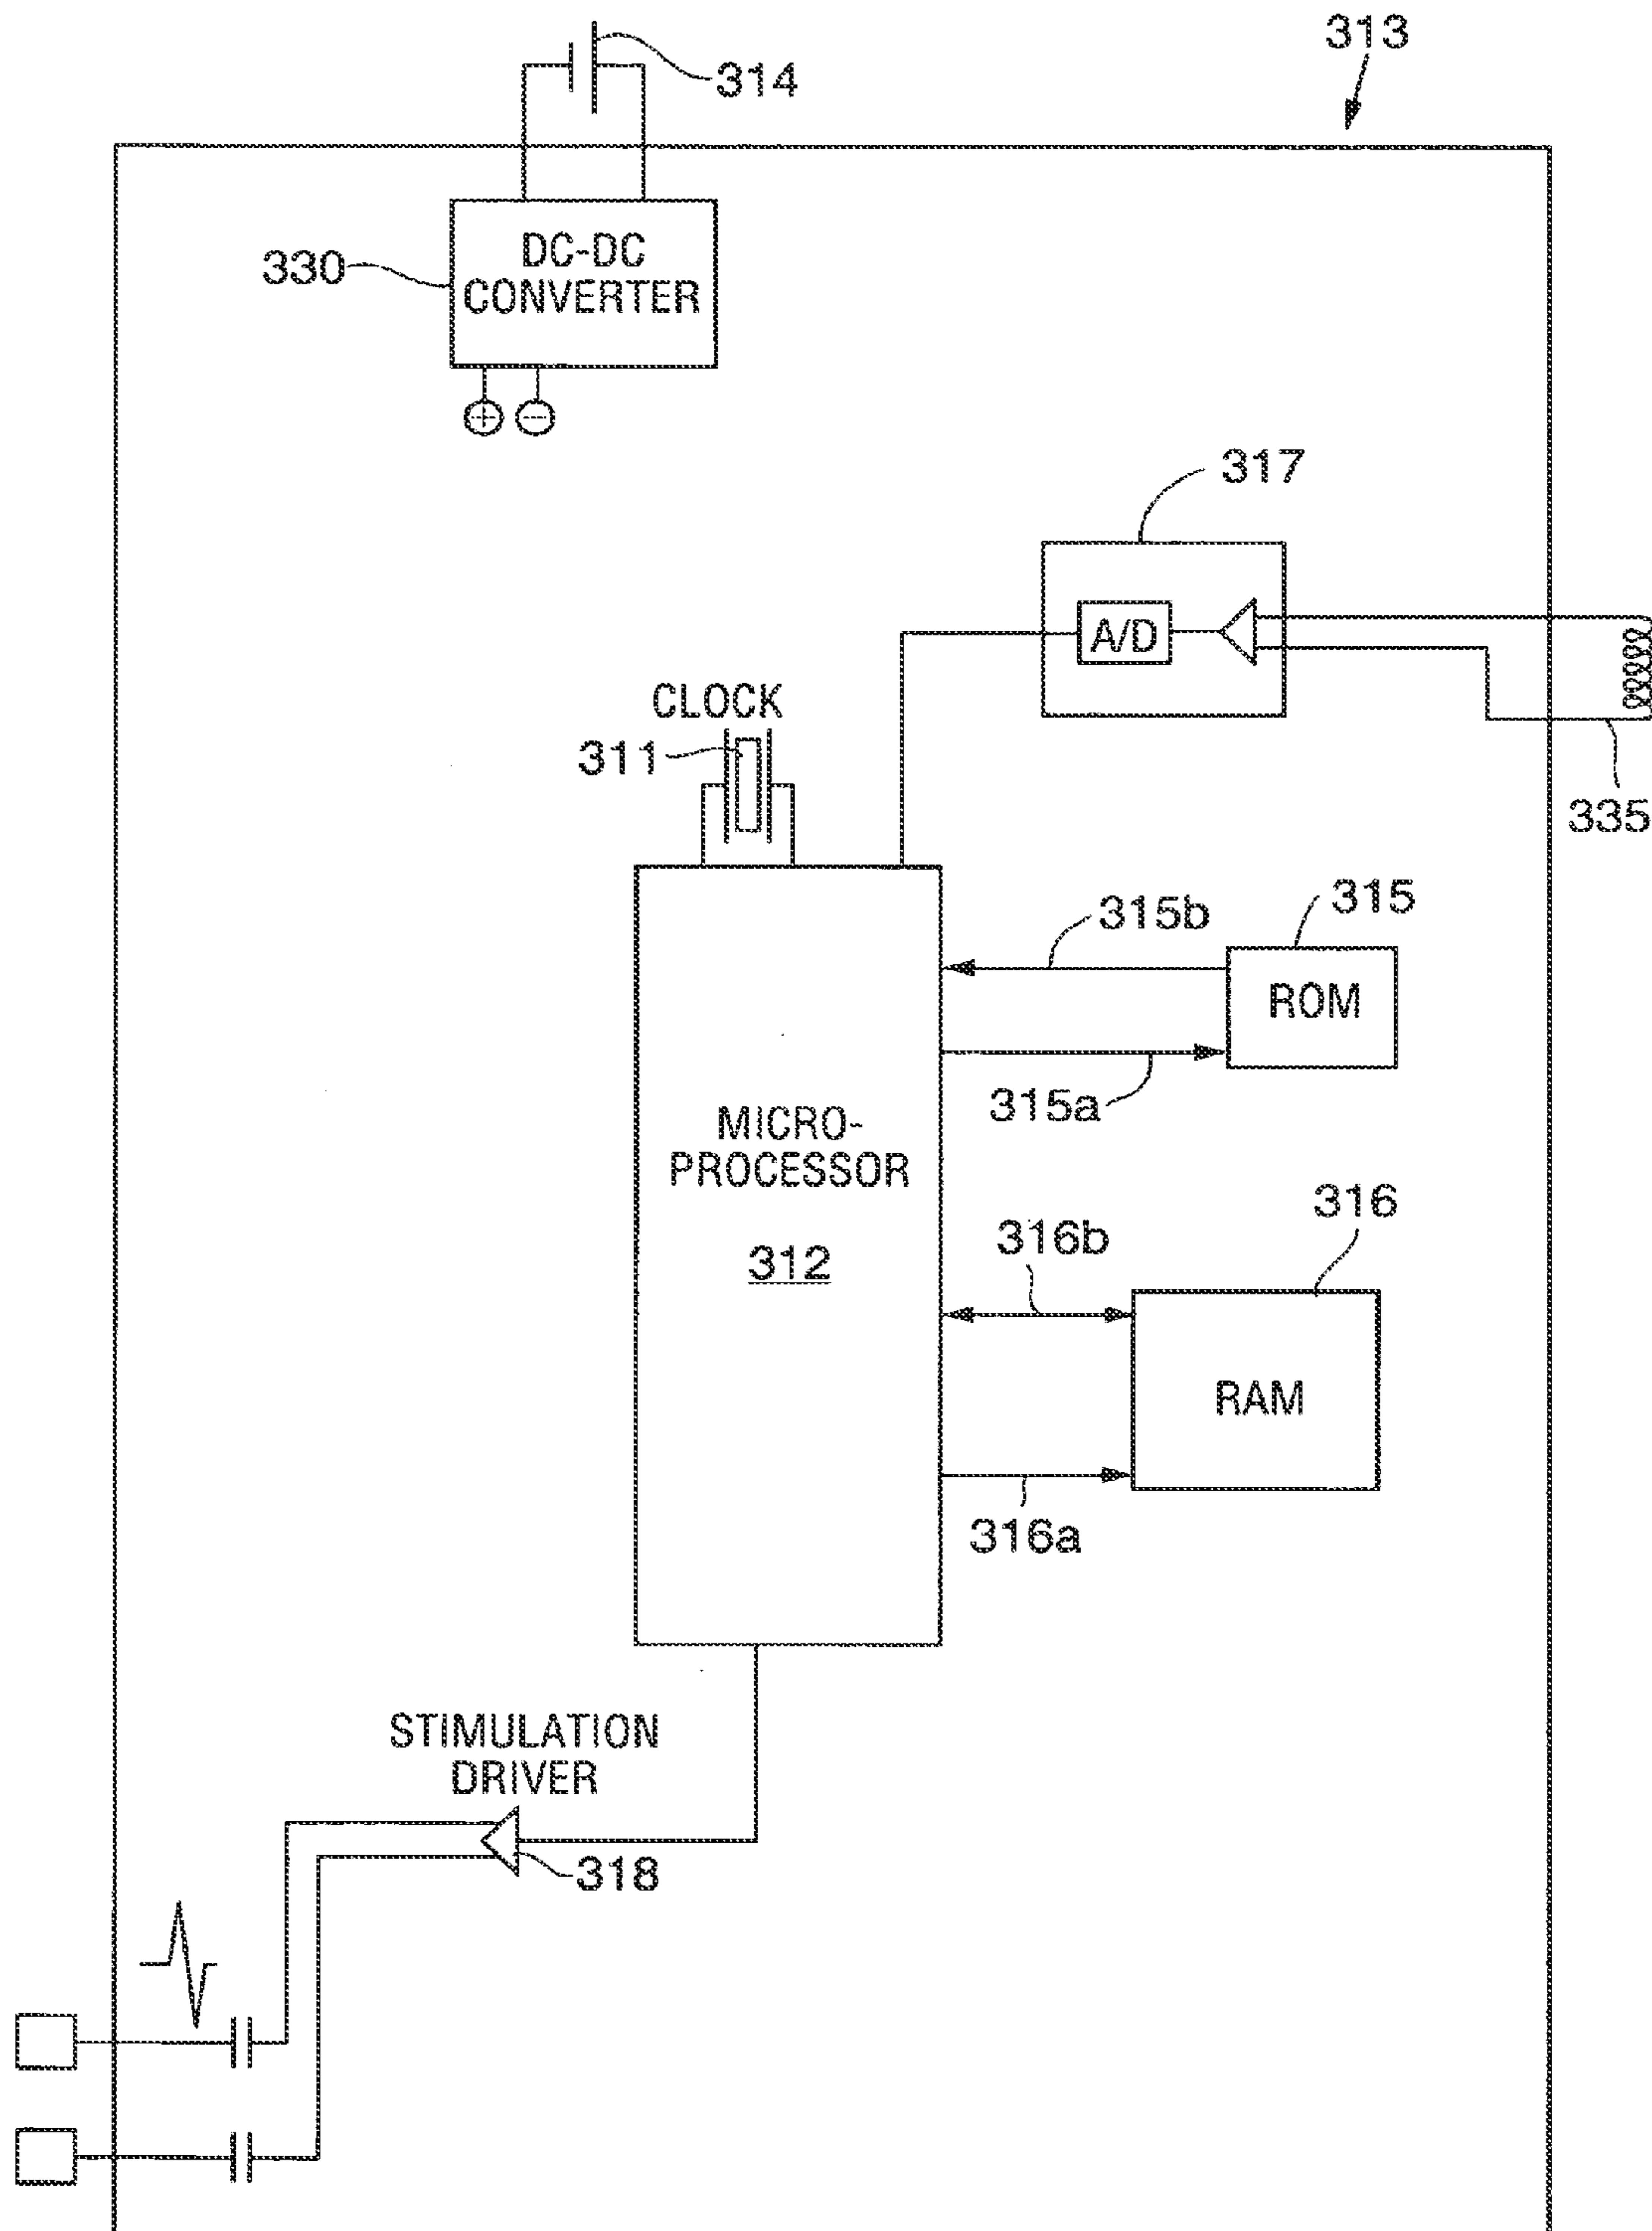 313
314
DC-DC
CONVERTER
330
+ −
317
A/D
CLOCK
311
335
315b
315
ROM
315a
MICRO-
PROCESSOR
312
316b
316
RAM
316a
STIMULATION
DRIVER
318